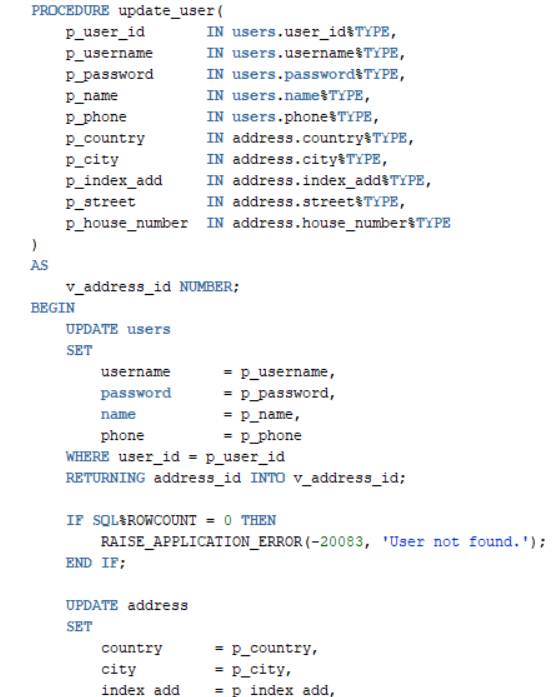 PROCEDURE update_user(
    p_user_id       IN users.user_id%TYPE,
    p_username      IN users.username%TYPE,
    p_password      IN users.password%TYPE,
    p_name          IN users.name%TYPE,
    p_phone         IN users.phone%TYPE,
    p_country       IN address.country%TYPE,
    p_city          IN address.city%TYPE,
    p_index_add     IN address.index_add%TYPE,
    p_street        IN address.street%TYPE,
    p_house_number  IN address.house_number%TYPE
)
AS
    v_address_id NUMBER;
BEGIN
    UPDATE users
    SET
        username      = p_username,
        password      = p_password,
        name          = p_name,
        phone         = p_phone
    WHERE user_id = p_user_id
    RETURNING address_id INTO v_address_id;

    IF SQL%ROWCOUNT = 0 THEN
        RAISE_APPLICATION_ERROR(-20083, 'User not found.');
    END IF;

    UPDATE address
    SET
        country      = p_country,
        city         = p_city,
        index_add    = p_index_add,